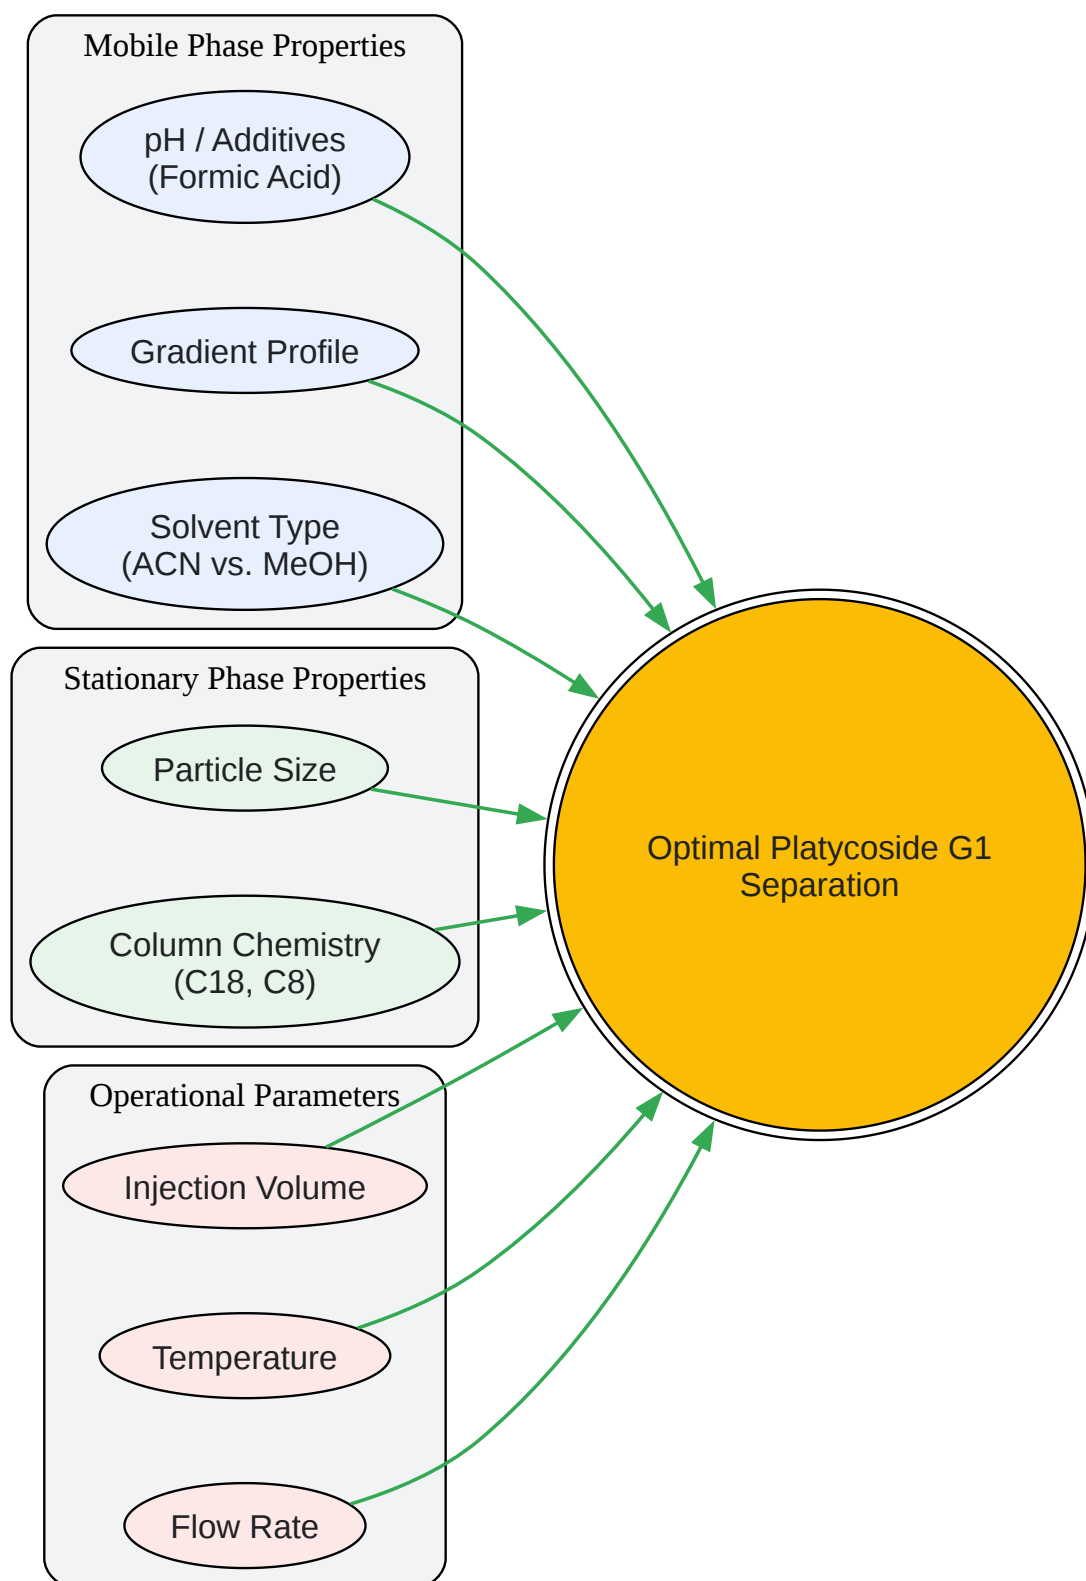 Mobile Phase Properties
pH / Additives
(Formic Acid)
Gradient Profile
Solvent Type
(ACN vs. MeOH)
Stationary Phase Properties
Particle Size
Column Chemistry
(C18, C8)
Operational Parameters
Injection Volume
Temperature
Flow Rate
Optimal Platycoside G1
Separation